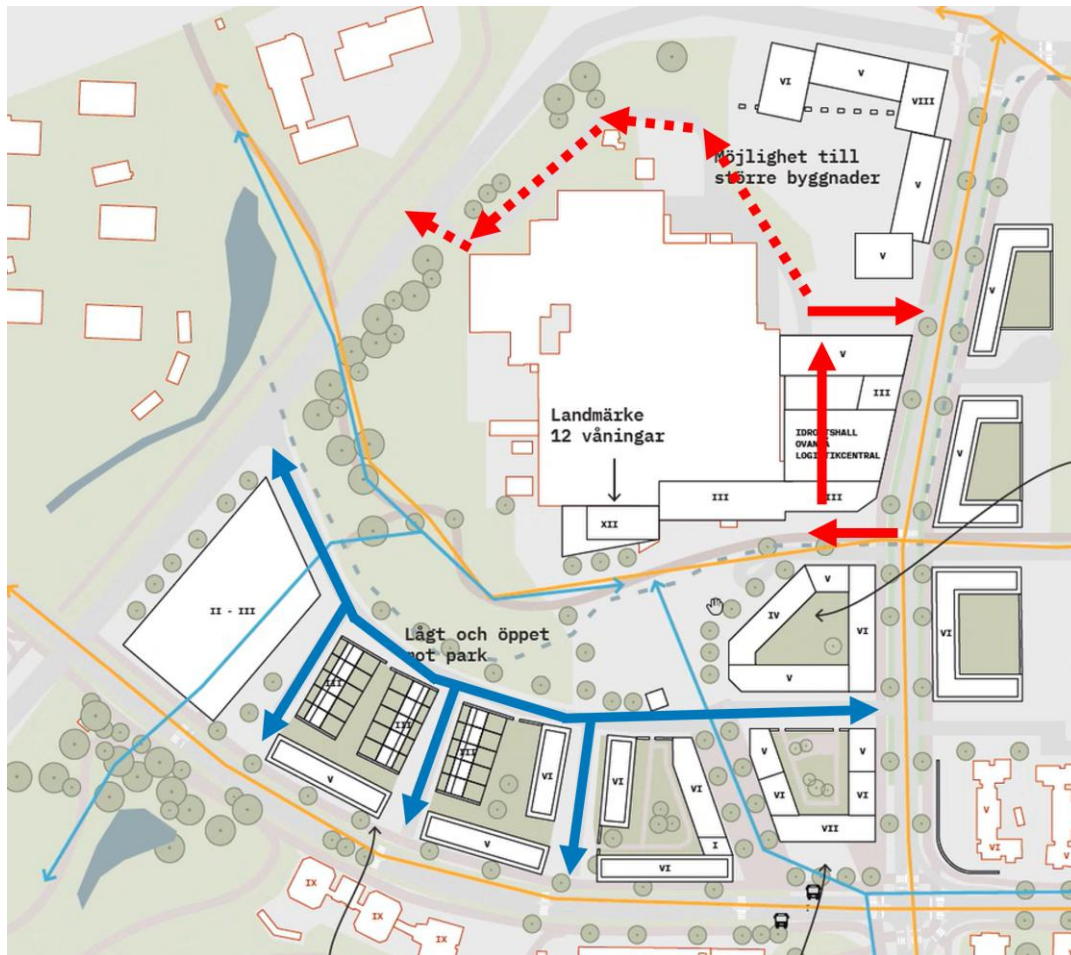 VI
V
VIII
Möjlighet till
större byggnader
V
V
V
V
III
Landmärke
12 våningar
IDROTTSHALL
OVANPÅ
LOGISTIKCENTRAL
V
III
III
XII
V
IV
VI
VI
II - III
Lågt och öppet
mot park
V
III
III
III
V
V
VI
VI
VI
V
V
VI
VI
VII
V
I
VI
V
VI
V
IX
IX
IX